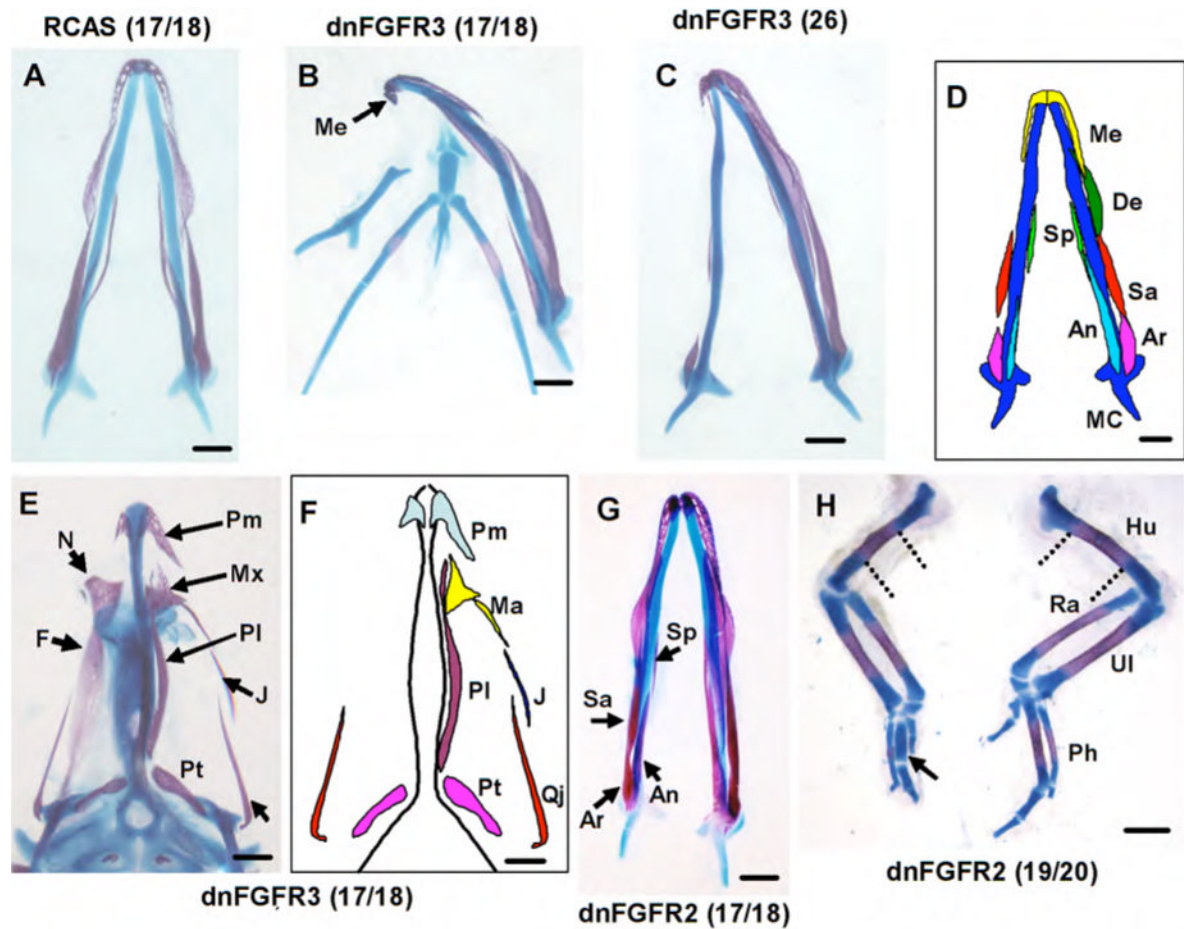 RCAS (17/18)
dnFGFR3 (17/18)
dnFGFR3 (26)
A
B
Me
C
D
Me
De
Sp
Sa
An
Ar
MC
E
Pm
N
Mx
F
Pl
J
Pt
F
Pm
Ma
Pl
J
Pt
Qj
G
Sp
Sa
An
Ar
H
Hu
Ra
Ul
Ph
dnFGFR3 (17/18)
dnFGFR2 (17/18)
dnFGFR2 (19/20)